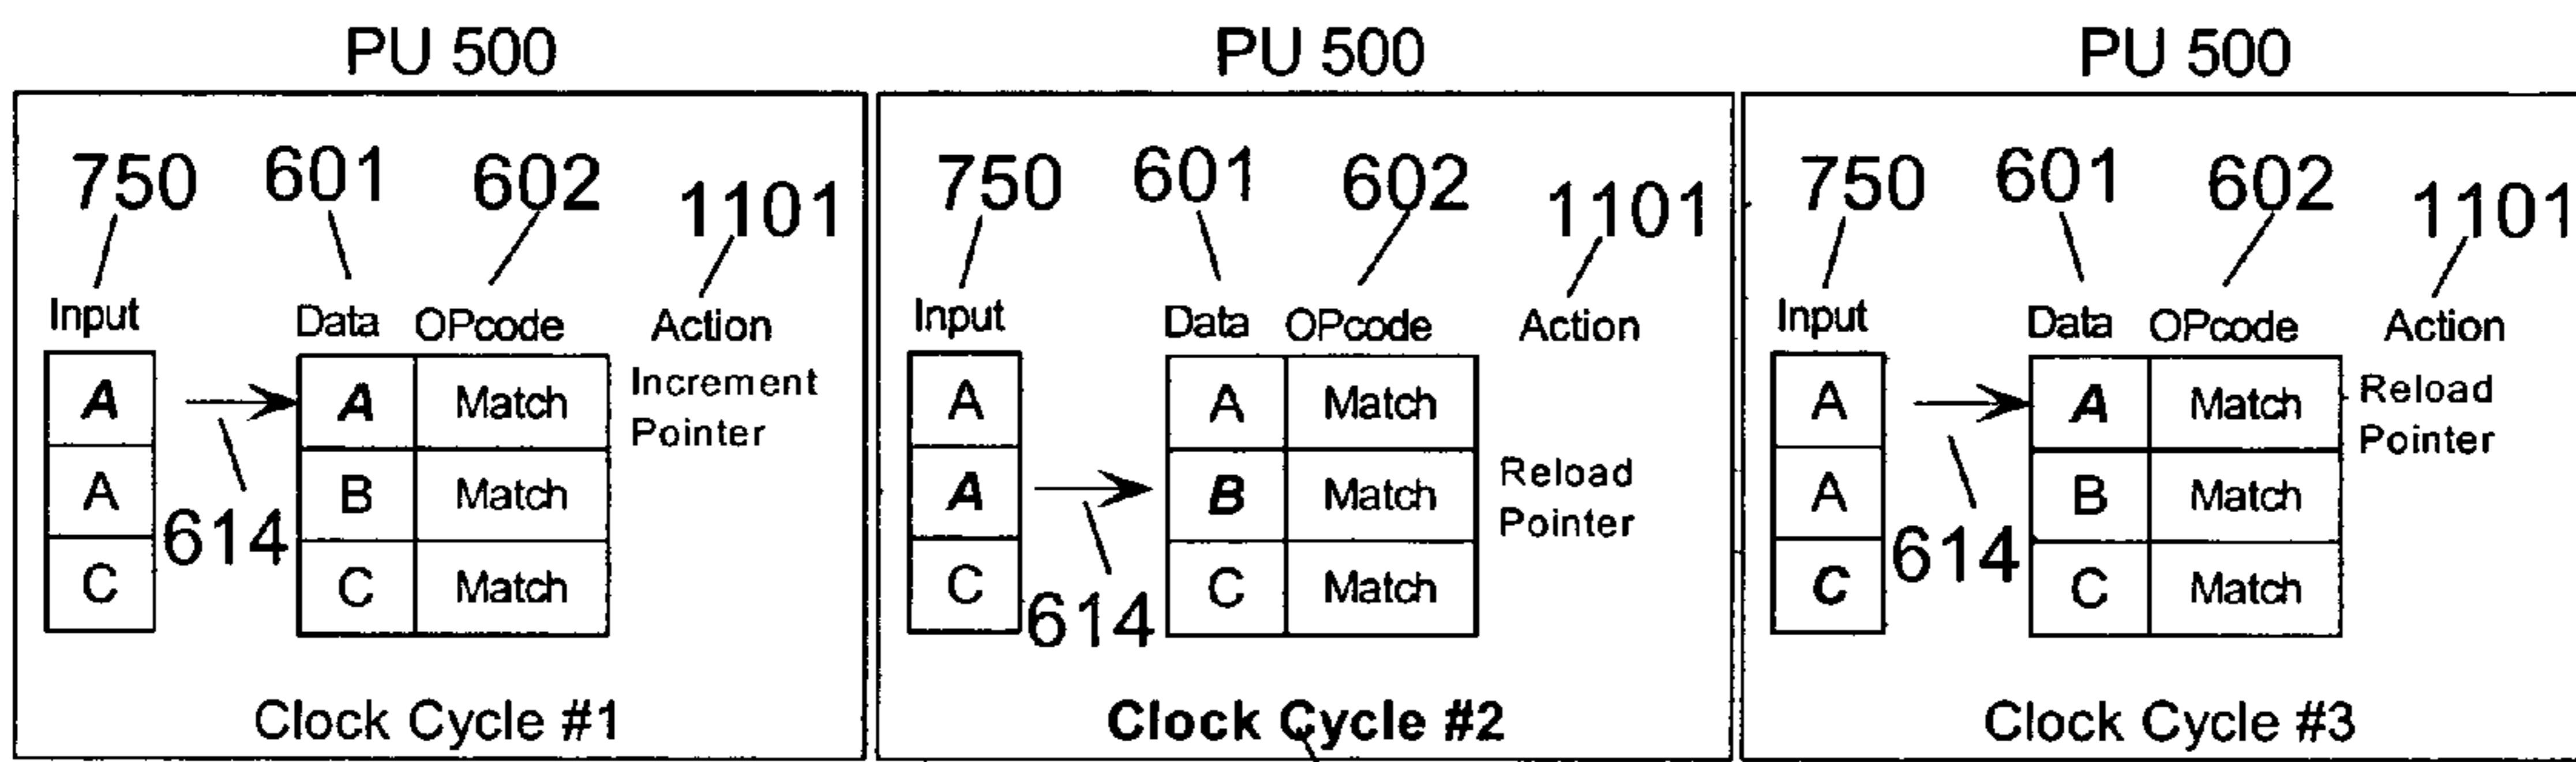 PU 500
750 601 602 1101
Input Data OPcode Action
A A Match Increment
Pointer
A B Match
614
C C Match
Clock Cycle #1
PU 500
750 601 602 1101
Input Data OPcode Action
A A Match
A B Match Reload
Pointer
C C Match
614
Clock Cycle #2
PU 500
750 601 602 1101
Input Data OPcode Action
A A Match Reload
Pointer
A B Match
614
C C Match
Clock Cycle #3